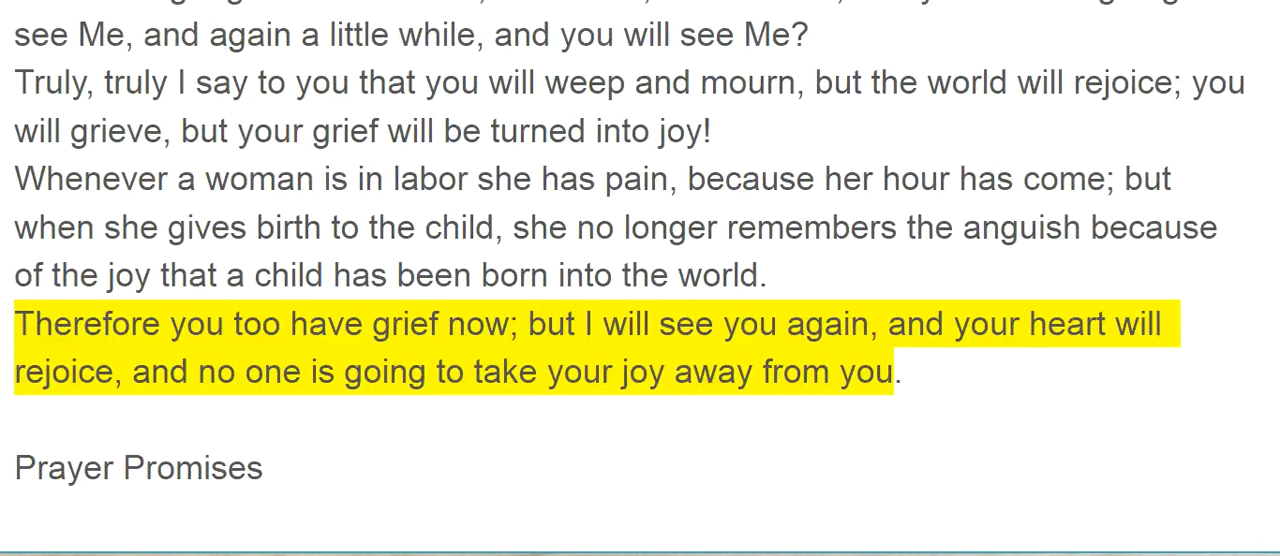 see Me, and again a little while, and you will see Me?
Truly, truly I say to you that you will weep and mourn, but the world will rejoice; you
will grieve, but your grief will be turned into joy!
Whenever a woman is in labor she has pain, because her hour has come; but
when she gives birth to the child, she no longer remembers the anguish because
of the joy that a child has been born into the world.
Therefore you too have grief now; but I will see you again, and your heart will
rejoice, and no one is going to take your joy away from you.
Prayer Promises